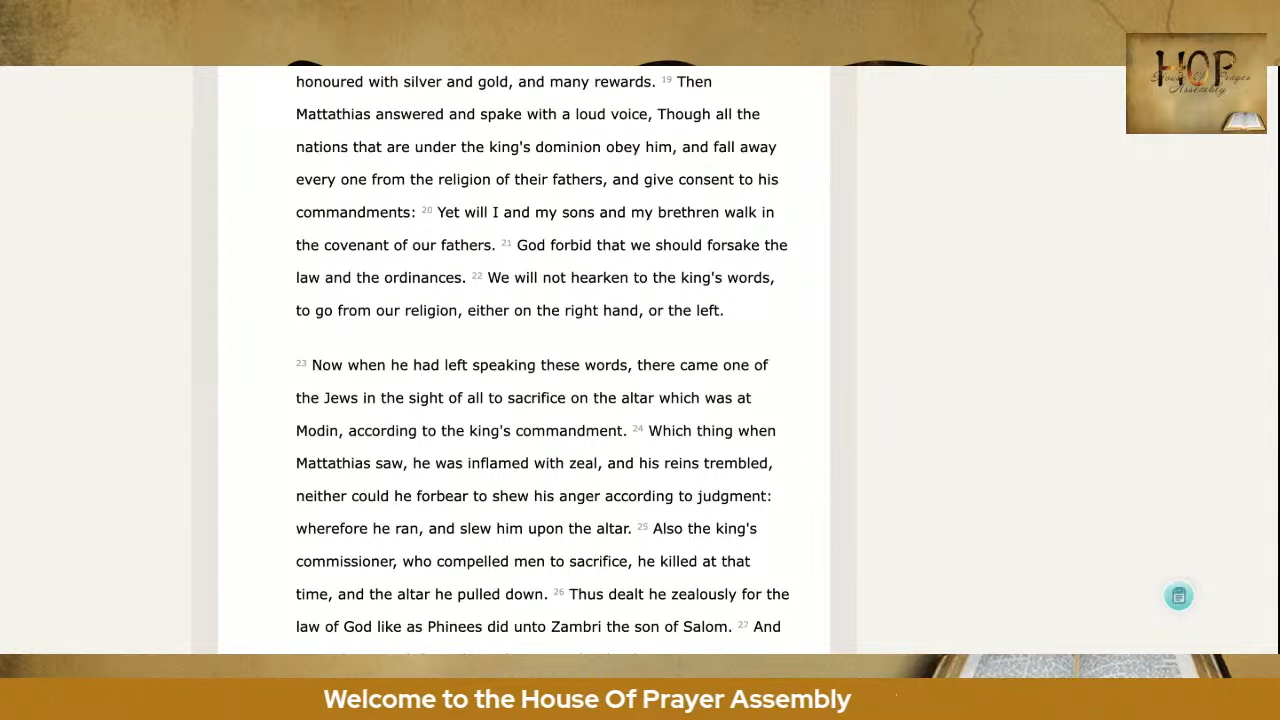 HOP
House Of Prayer
Assembly
honoured with silver and gold, and many rewards. 19 Then
Mattathias answered and spake with a loud voice, Though all the
nations that are under the king's dominion obey him, and fall away
every one from the religion of their fathers, and give consent to his
commandments: 20 Yet will I and my sons and my brethren walk in
the covenant of our fathers. 21 God forbid that we should forsake the
law and the ordinances. 22 We will not hearken to the king's words,
to go from our religion, either on the right hand, or the left.
23 Now when he had left speaking these words, there came one of
the Jews in the sight of all to sacrifice on the altar which was at
Modin, according to the king's commandment. 24 Which thing when
Mattathias saw, he was inflamed with zeal, and his reins trembled,
neither could he forbear to shew his anger according to judgment:
wherefore he ran, and slew him upon the altar. 25 Also the king's
commissioner, who compelled men to sacrifice, he killed at that
time, and the altar he pulled down. 26 Thus dealt he zealously for the
law of God like as Phinees did unto Zambri the son of Salom. 27 And
Welcome to the House Of Prayer Assembly